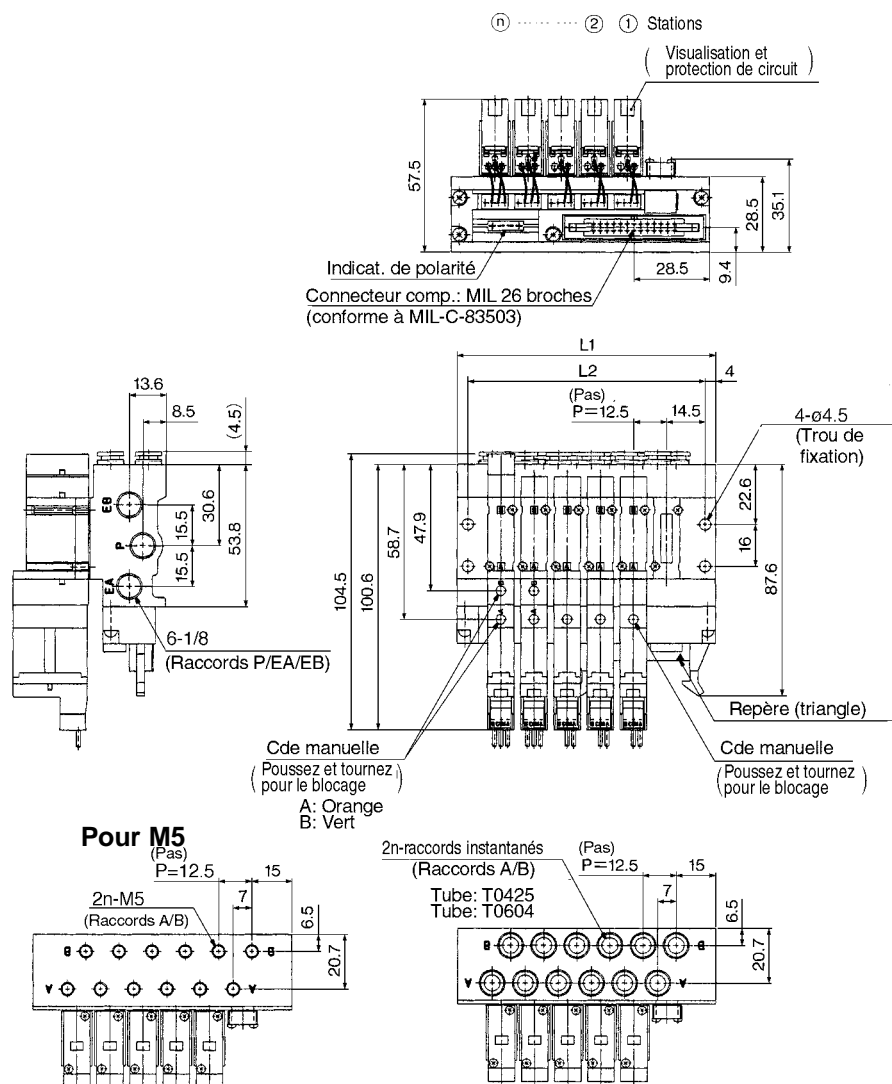 ⓝ ········ ② ① Stations
(Visualisation et
protection de circuit)
57.5
35.1
28.5
9.4
28.5
Indicat. de polarité
Connecteur comp.: MIL 26 broches
(conforme à MIL-C-83503)
L1
L2
4
(Pas)
P=12.5
14.5
4-ø4.5
(Trou de
fixation)
13.6
8.5
(4.5)
30.6
53.8
15.5
15.5
EB
P
EA
6-1/8
(Raccords P/EA/EB)
104.5
100.6
58.7
47.9
22.6
16
87.6
B
B
B
B
B
A
A
A
A
A
B
B
A
A
Repère (triangle)
Cde manuelle
(Poussez et tournez
pour le blocage)
A: Orange
B: Vert
Cde manuelle
(Poussez et tournez
pour le blocage)
Pour M5
(Pas)
P=12.5
15
7
2n-M5
(Raccords A/B)
6.5
20.7
B
B
A
A
2n-raccords instantanés
(Raccords A/B)
Tube: T0425
Tube: T0604
(Pas)
P=12.5
15
7
6.5
20.7
B
B
A
A